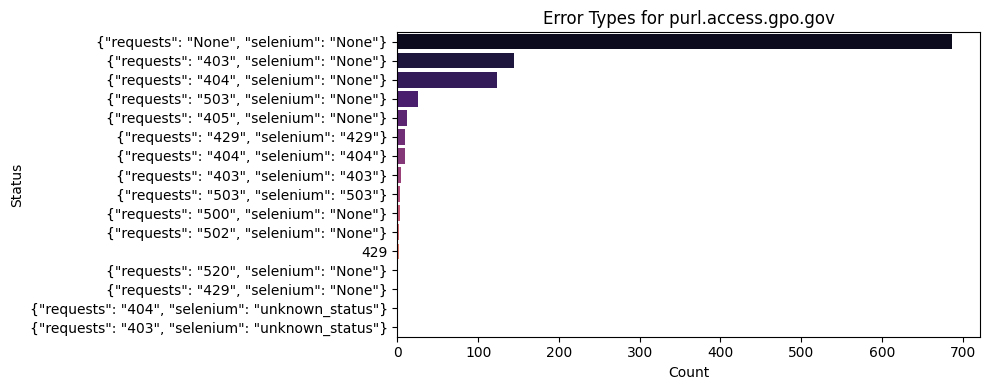 Error Types for purl.access.gpo.gov
Status
{"requests": "None", "selenium": "None"}
{"requests": "403", "selenium": "None"}
{"requests": "404", "selenium": "None"}
{"requests": "503", "selenium": "None"}
{"requests": "405", "selenium": "None"}
{"requests": "429", "selenium": "429"}
{"requests": "404", "selenium": "404"}
{"requests": "403", "selenium": "403"}
{"requests": "503", "selenium": "503"}
{"requests": "500", "selenium": "None"}
{"requests": "502", "selenium": "None"}
429
{"requests": "520", "selenium": "None"}
{"requests": "429", "selenium": "None"}
{"requests": "404", "selenium": "unknown_status"}
{"requests": "403", "selenium": "unknown_status"}
0 100 200 300 400 500 600 700
Count